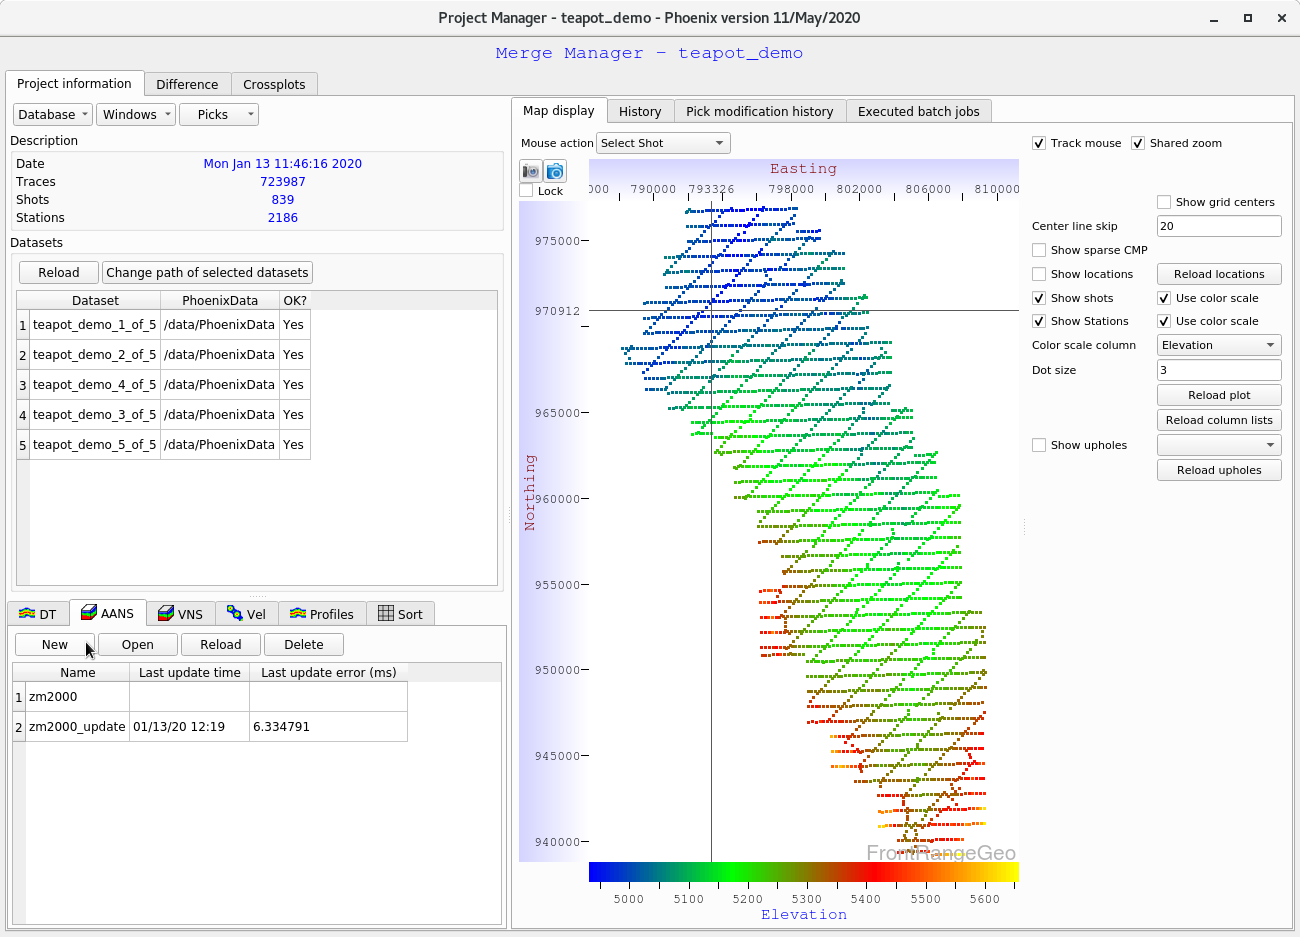 Project Manager - teapot_demo - Phoenix version 11/May/2020
Merge Manager - teapot_demo
Project information Difference Crossplots
Database Windows Picks
Description
Date Mon Jan 13 11:46:16 2020
Traces 723987
Shots 839
Stations 2186
Datasets
Reload Change path of selected datasets
Dataset PhoenixData OK?
1 teapot_demo_1_of_5 /data/PhoenixData Yes
2 teapot_demo_2_of_5 /data/PhoenixData Yes
3 teapot_demo_4_of_5 /data/PhoenixData Yes
4 teapot_demo_3_of_5 /data/PhoenixData Yes
5 teapot_demo_5_of_5 /data/PhoenixData Yes
DT AANS VNS Vel Profiles Sort
New Open Reload Delete
Name Last update time Last update error (ms)
1 zm2000
2 zm2000_update 01/13/20 12:19 6.334791
Map display History Pick modification history Executed batch jobs
Mouse action Select Shot
Lock
Easting
000 790000 793326 798000 802000 806000 810000
Northing
975000
970912
965000
960000
955000
950000
945000
940000
FrontRangeGeo
5000 5100 5200 5300 5400 5500 5600
Elevation
Track mouse Shared zoom
Show grid centers
Center line skip 20
Show sparse CMP
Show locations Reload locations
Show shots Use color scale
Show Stations Use color scale
Color scale column Elevation
Dot size 3
Reload plot
Reload column lists
Show upholes
Reload upholes